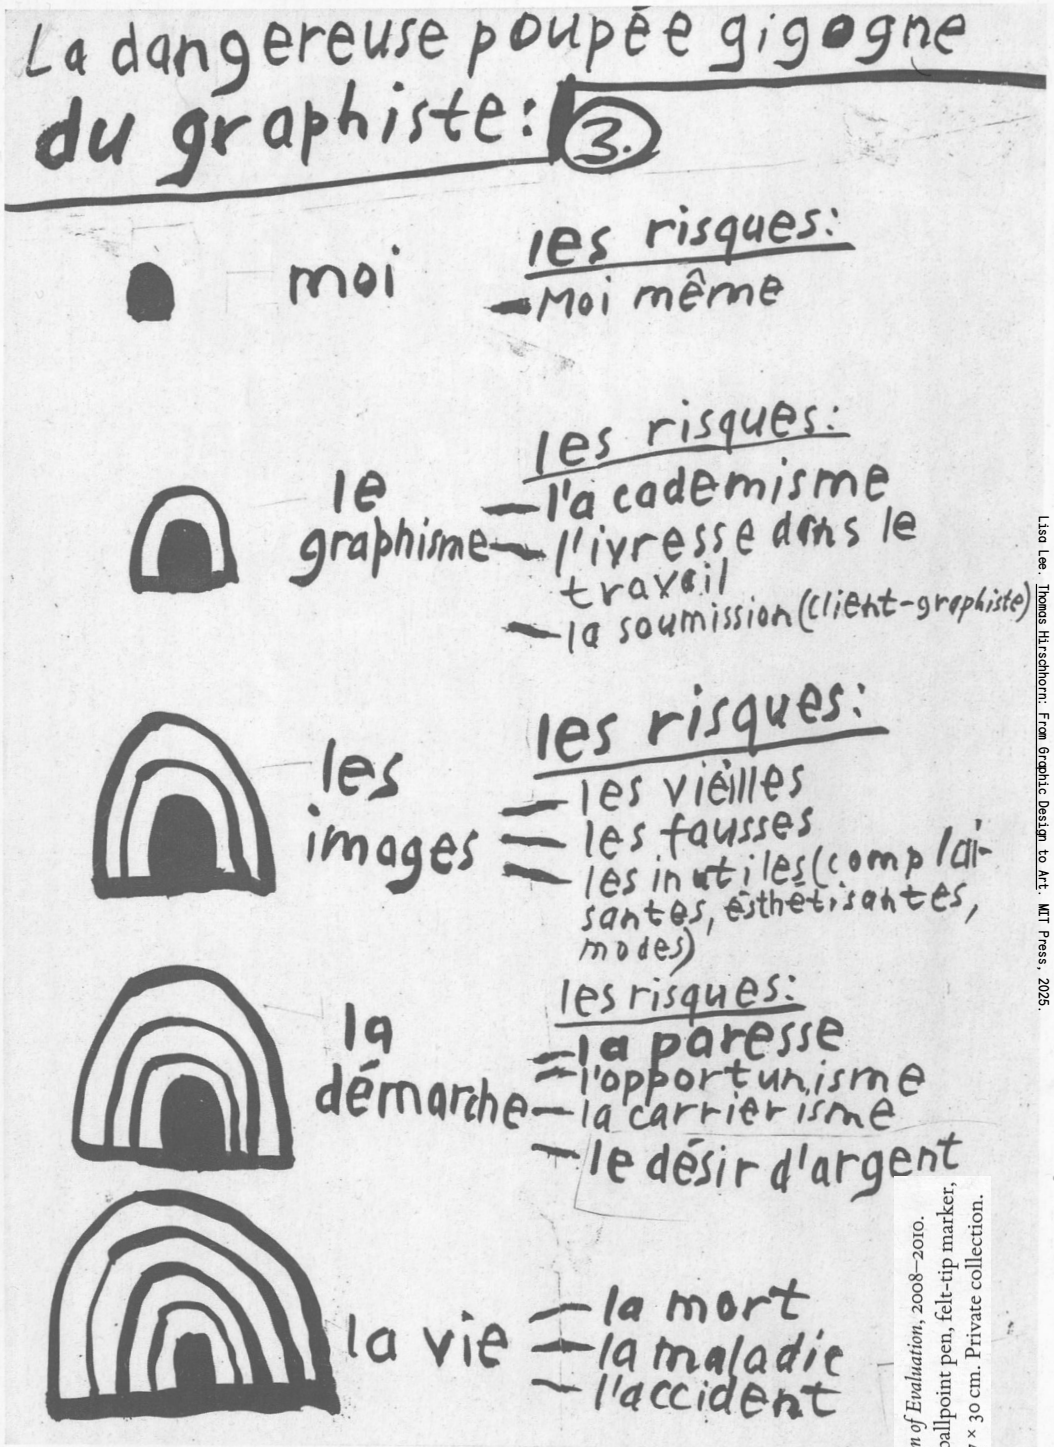 La dangereuse poupée gigogne
du graphiste: 3.
moi
les risques:
– Moi même
le
graphisme
les risques:
– l'a cademisme
– l'ivresse dans le
travail
– la soumission (client-graphiste)
les
images
les risques:
– les vieilles
– les fausses
– les inutiles (complai-
santes, esthétisantes,
modes)
la
démarche
les risques:
– la paresse
– l'opportunisme
– la carrierisme
– le désir d'argent
la vie
– la mort
– la maladie
– l'accident
n of Evaluation, 2008–2010.
ballpoint pen, felt-tip marker,
× 30 cm. Private collection.
Lisa Lee. Thomas Hirschhorn: From Graphic Design to Art. MIT Press, 2025.